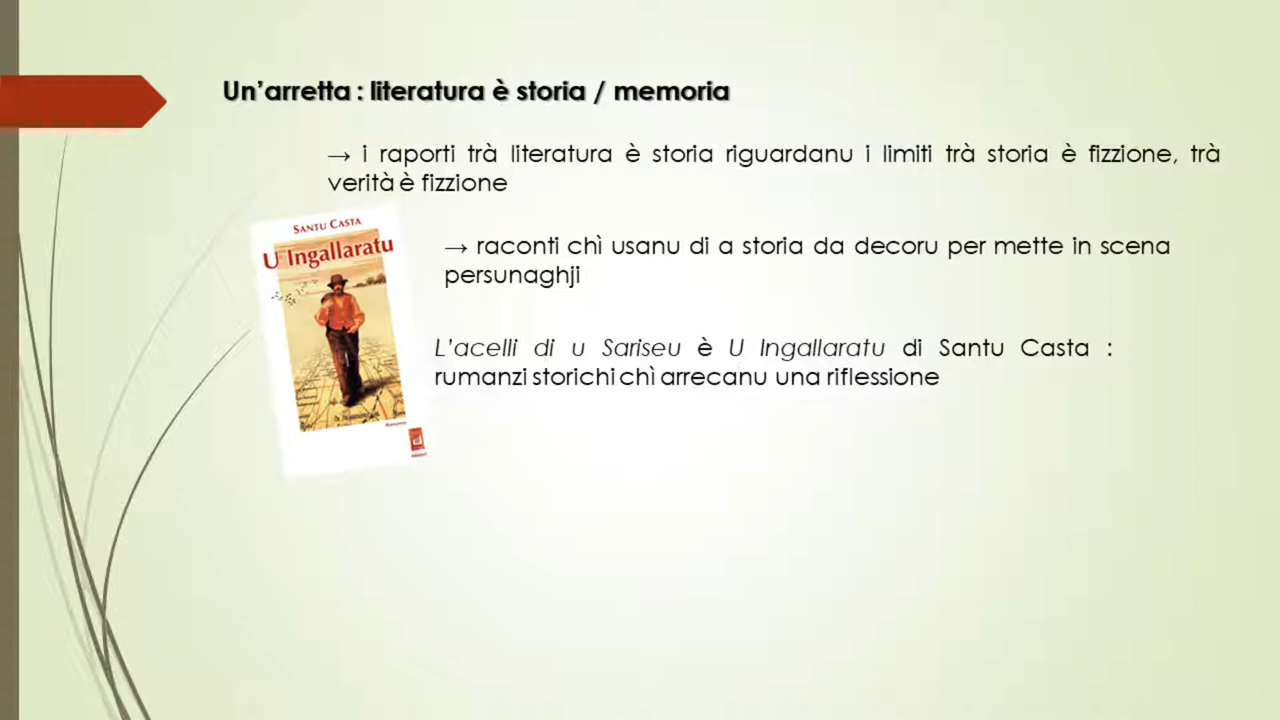 Un’arretta : literatura è storia / memoria
→ i raporti trà literatura è storia riguardanu i limiti trà storia è fizzione, trà
verità è fizzione
SANTU CASTA
U Ingallaratu
→ raconti chì usanu di a storia da decoru per mette in scena
persunaghji
L’acelli di u Sariseu è U Ingallaratu di Santu Casta :
rumanzi storichi chì arrecanu una riflessione